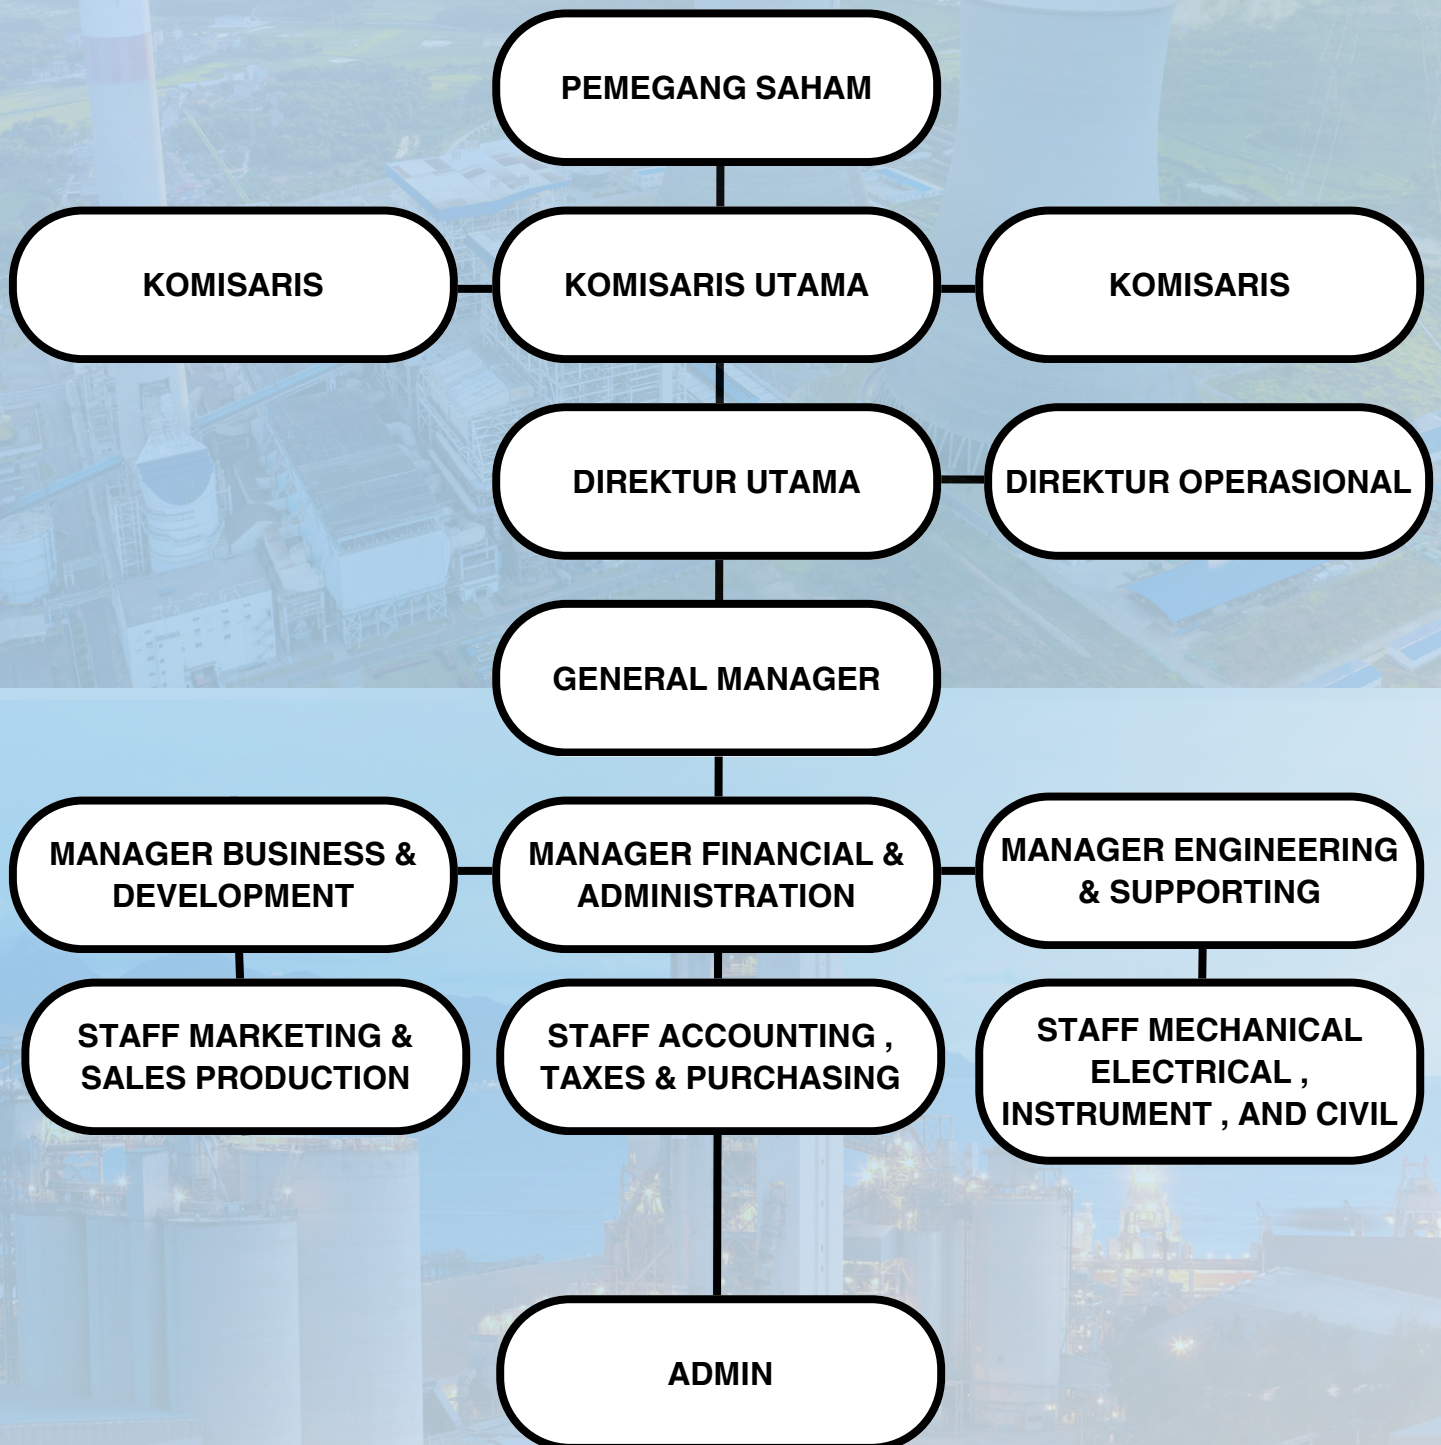 PEMEGANG SAHAM
KOMISARIS
KOMISARIS UTAMA
KOMISARIS
DIREKTUR UTAMA
DIREKTUR OPERASIONAL
GENERAL MANAGER
MANAGER BUSINESS &
DEVELOPMENT
MANAGER FINANCIAL &
ADMINISTRATION
MANAGER ENGINEERING
& SUPPORTING
STAFF MARKETING &
SALES PRODUCTION
STAFF ACCOUNTING ,
TAXES & PURCHASING
STAFF MECHANICAL
ELECTRICAL ,
INSTRUMENT , AND CIVIL
ADMIN